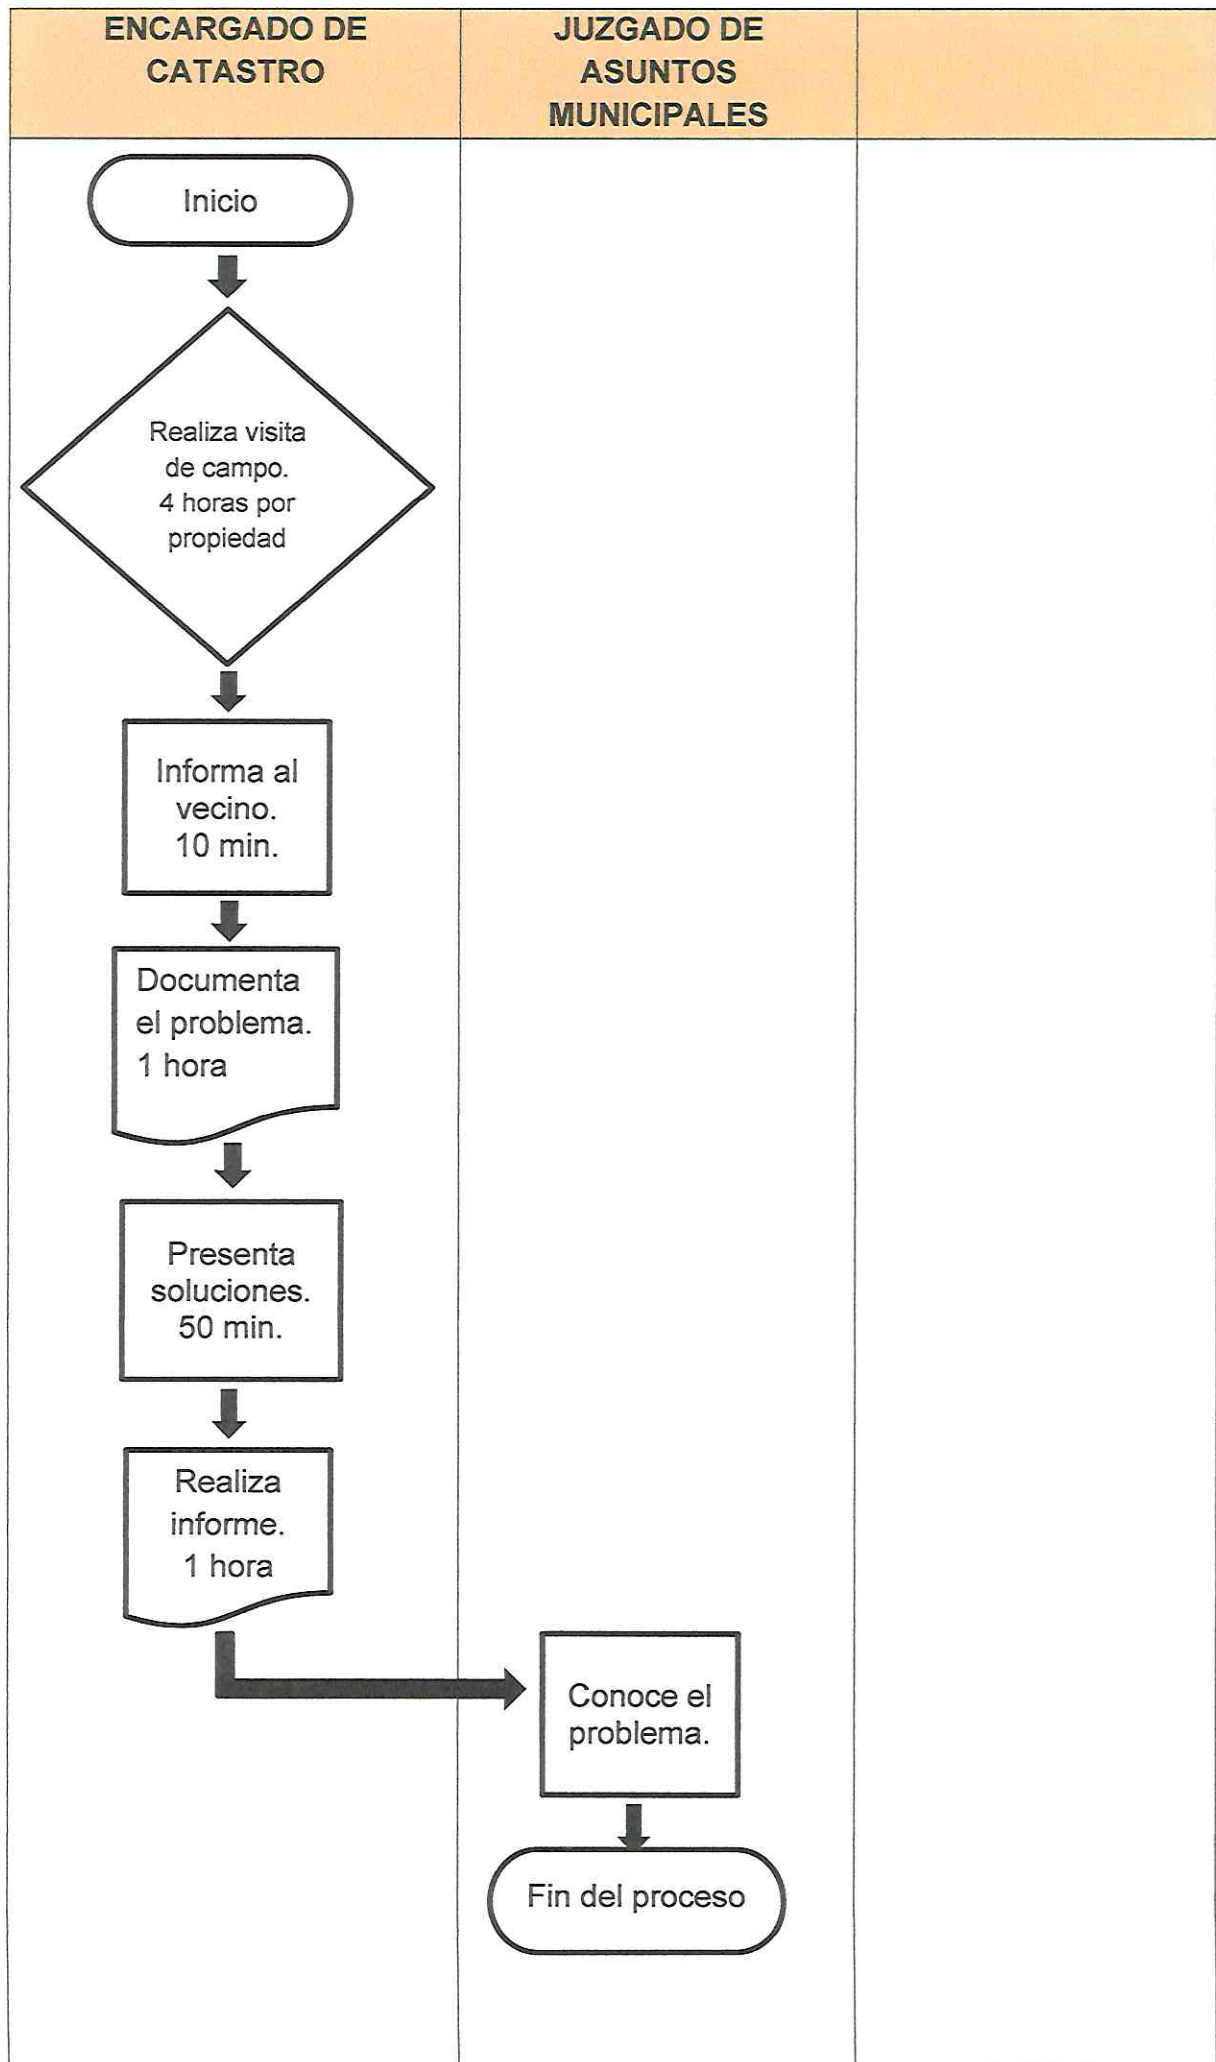 ENCARGADO DE
CATASTRO
JUZGADO DE
ASUNTOS
MUNICIPALES
Inicio
Realiza visita
de campo.
4 horas por
propiedad
Informa al
vecino.
10 min.
Documenta
el problema.
1 hora
Presenta
soluciones.
50 min.
Realiza
informe.
1 hora
Conoce el
problema.
Fin del proceso